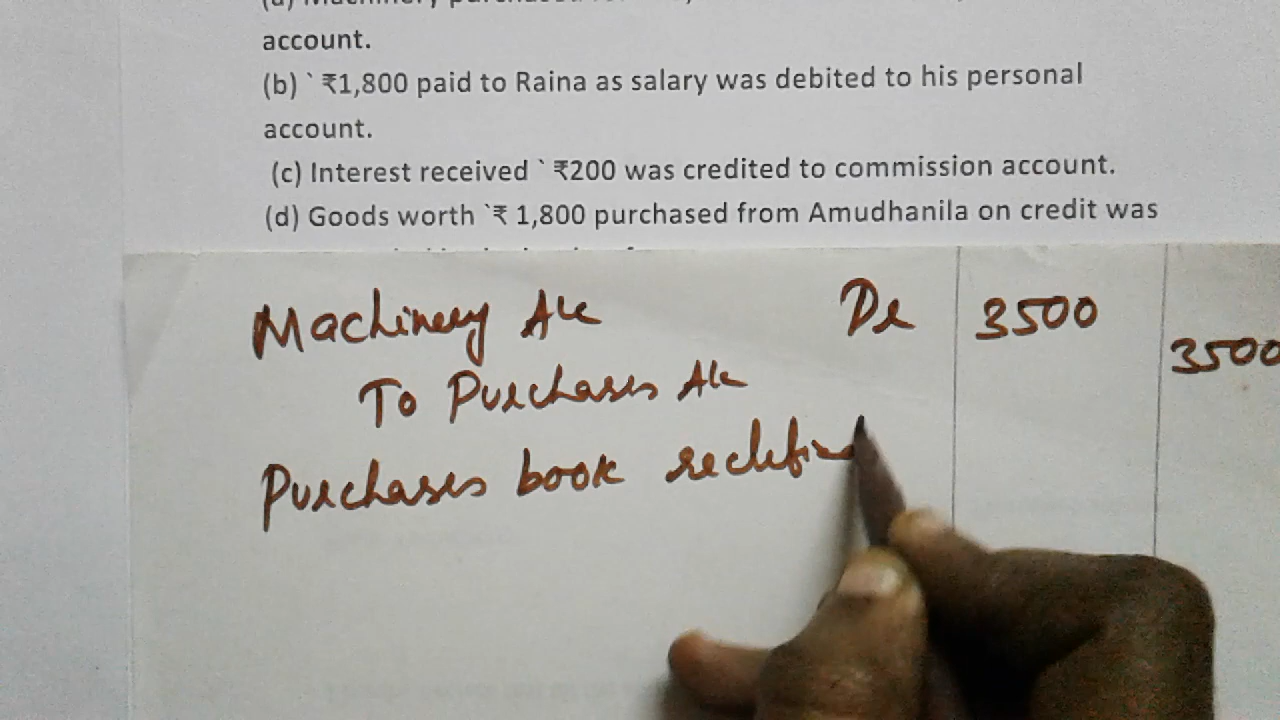 (a) Machinery purchased
account.
(b) ` ₹1,800 paid to Raina as salary was debited to his personal
account.
(c) Interest received ` ₹200 was credited to commission account.
(d) Goods worth `₹ 1,800 purchased from Amudhanila on credit was
Machinery A/c Dr 3500
To Purchases A/c 3500
Purchases book